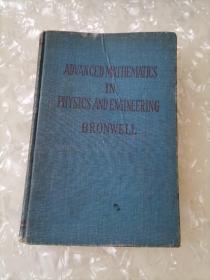 ADVANCED MATHEMATICS
IN
PHYSICS AND ENGINEERING
BRONWELL